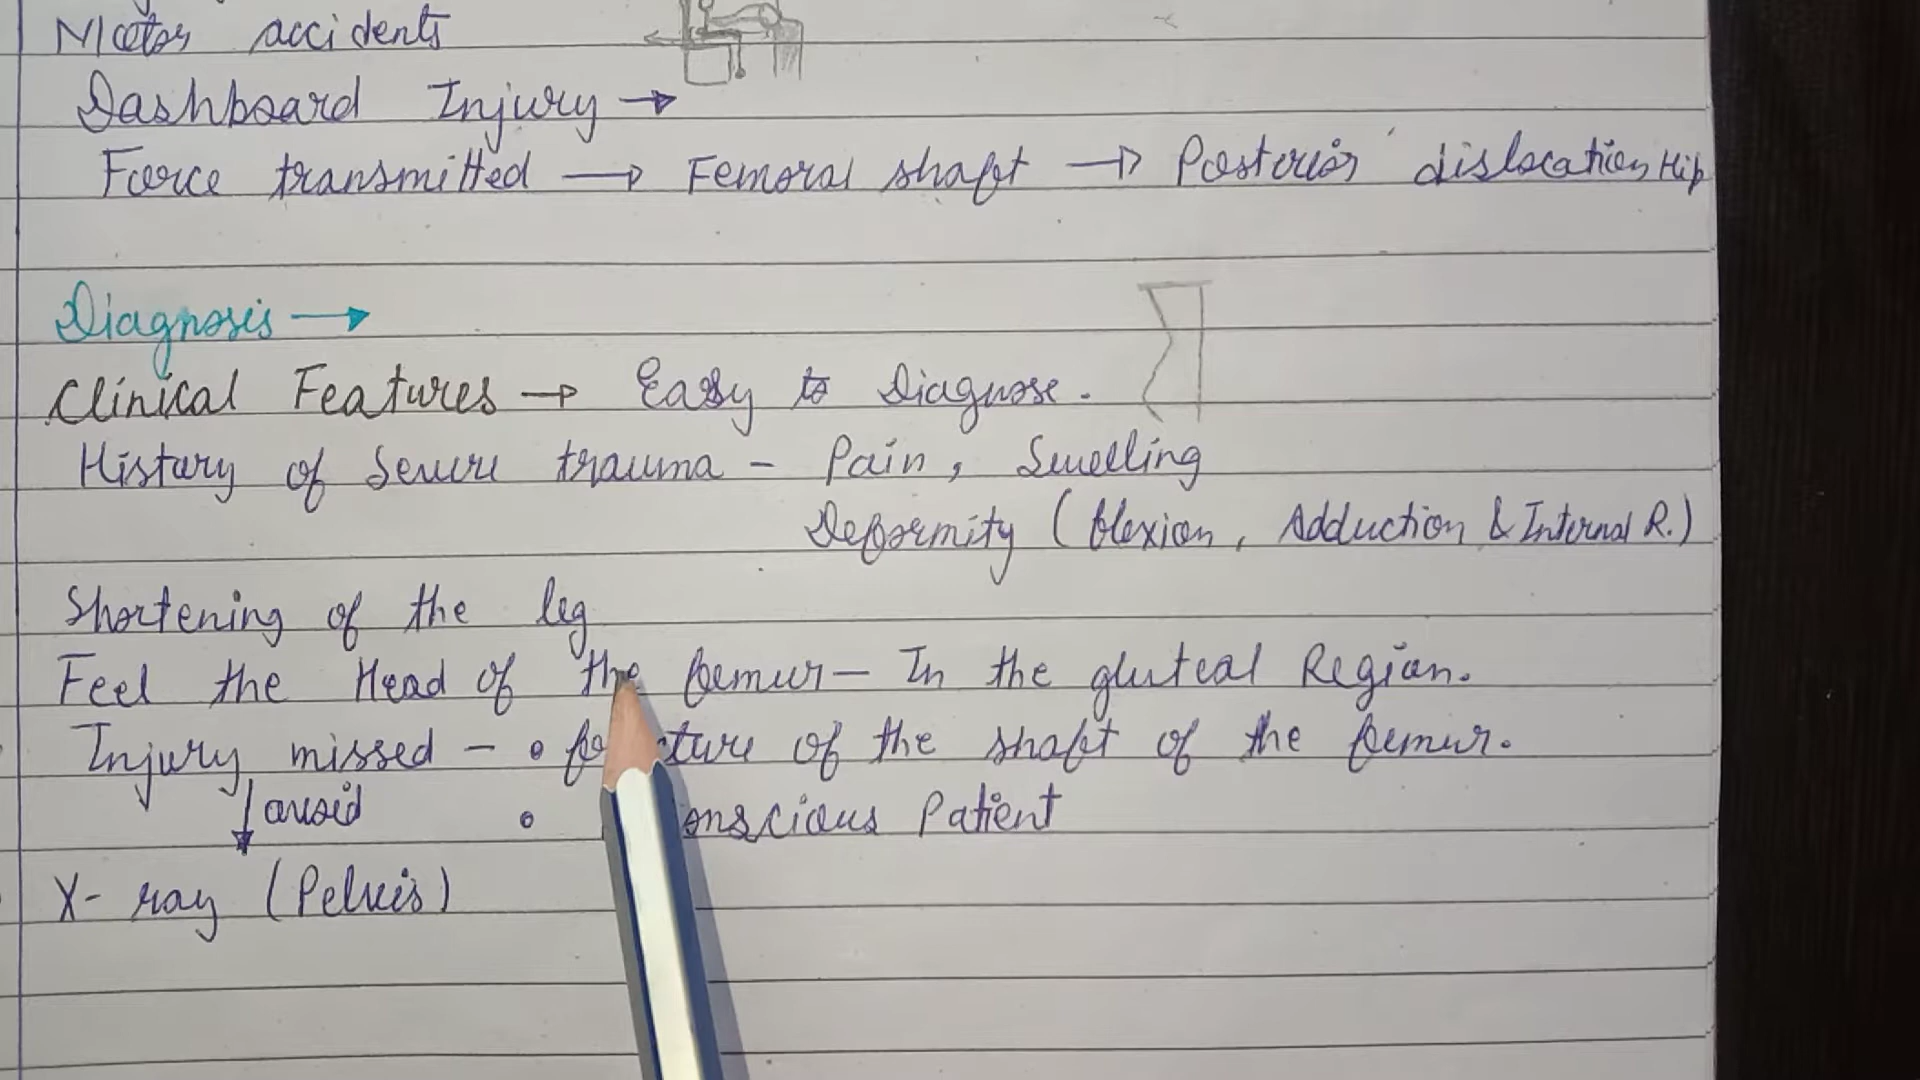 Motor accidents
Dashboard Injury →
Force transmitted → Femoral shaft → Posterior dislocation Hip
Diagnosis →
Clinical Features → Easy to Diagnose.
History of Severe trauma - Pain, Swelling
Deformity (flexion, Adduction & Internal R.)
Shortening of the leg
Feel the Head of the femur - In the gluteal Region.
Injury missed - • cture of the shaft of the femur.
↓ avoid • onscious Patient
X-ray (Pelvis)